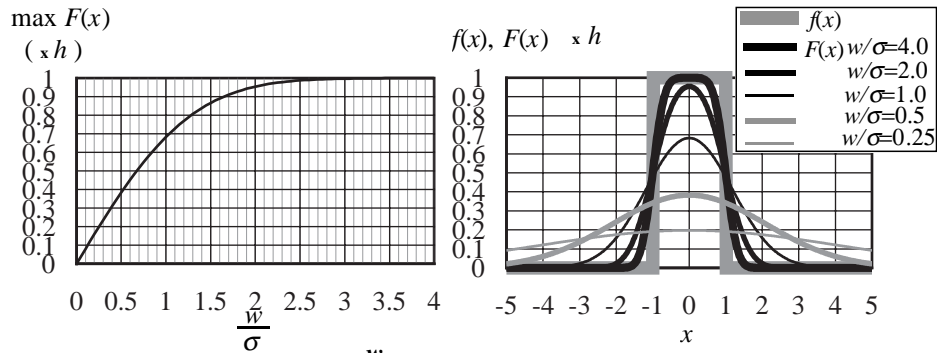 max F(x)
( x h )
1
0.9
0.8
0.7
0.6
0.5
0.4
0.3
0.2
0.1
0
0 0.5 1 1.5 2 2.5 3 3.5 4
w
σ
w
f(x), F(x) x h
1
0.9
0.8
0.7
0.6
0.5
0.4
0.3
0.2
0.1
0
-5 -4 -3 -2 -1 0 1 2 3 4 5
x
f(x)
F(x) w/σ=4.0
w/σ=2.0
w/σ=1.0
w/σ=0.5
w/σ=0.25